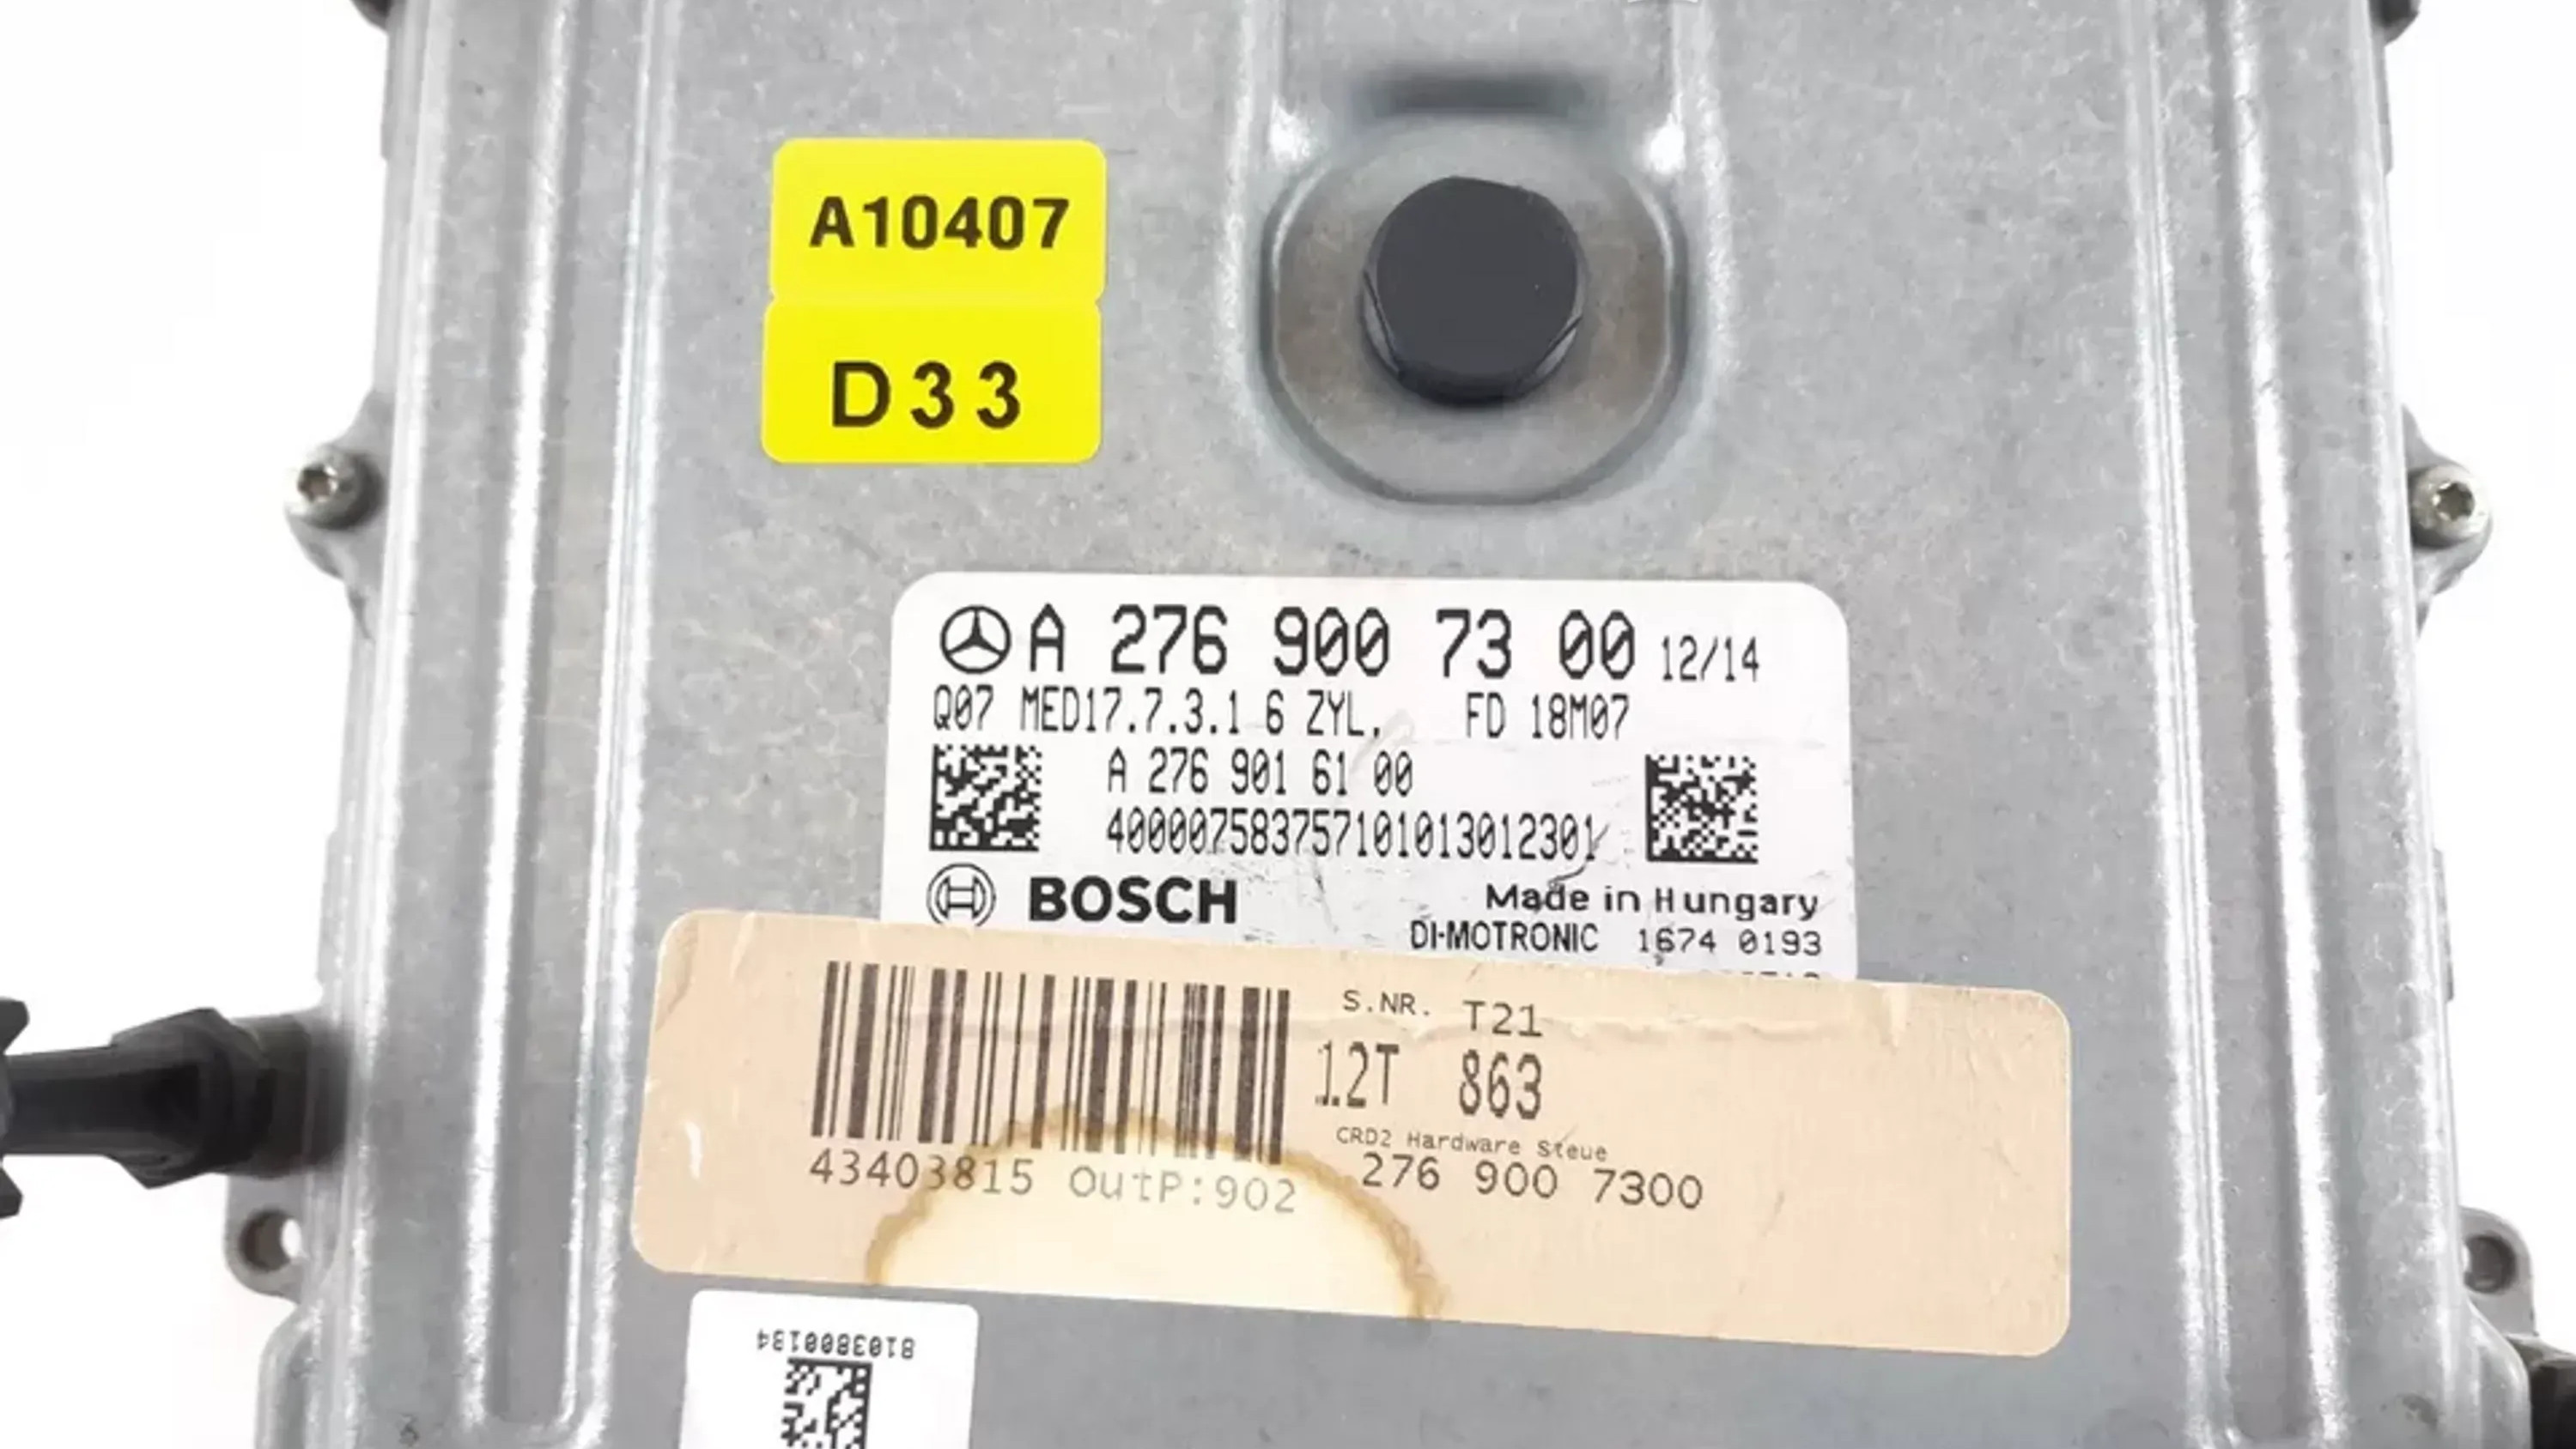 A10407
D33
A 276 900 73 00 12/14
Q07 MED17.7.3.1 6 ZYL, FD 18M07
A 276 901 61 00
400007583757101013012301
BOSCH
Made in Hungary
DI-MOTRONIC 1674 0193
S.NR. T21
12T 863
CRD2 Hardware Steue
276 900 7300
43403815 OutP:902
8103800134